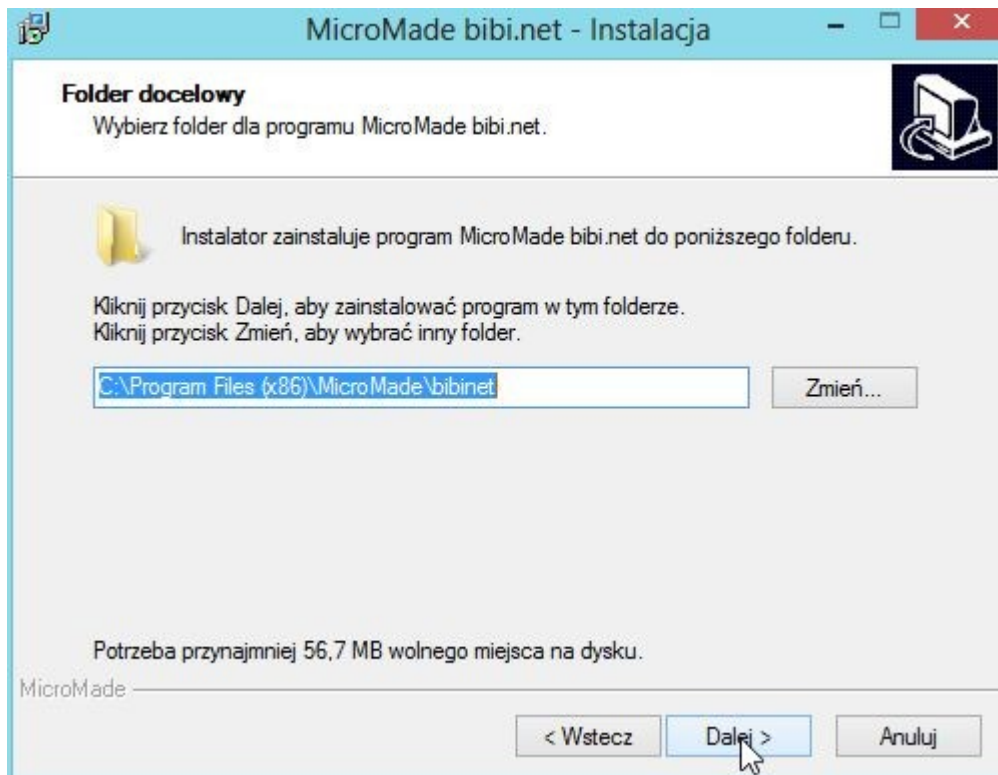 MicroMade bibi.net - Instalacja
Folder docelowy
Wybierz folder dla programu MicroMade bibi.net.
Instalator zainstaluje program MicroMade bibi.net do poniższego folderu.
Kliknij przycisk Dalej, aby zainstalować program w tym folderze.
Kliknij przycisk Zmień, aby wybrać inny folder.
C:\Program Files (x86)\MicroMade\bibinet
Zmień...
Potrzeba przynajmniej 56,7 MB wolnego miejsca na dysku.
MicroMade
< Wstecz
Dalej >
Anuluj